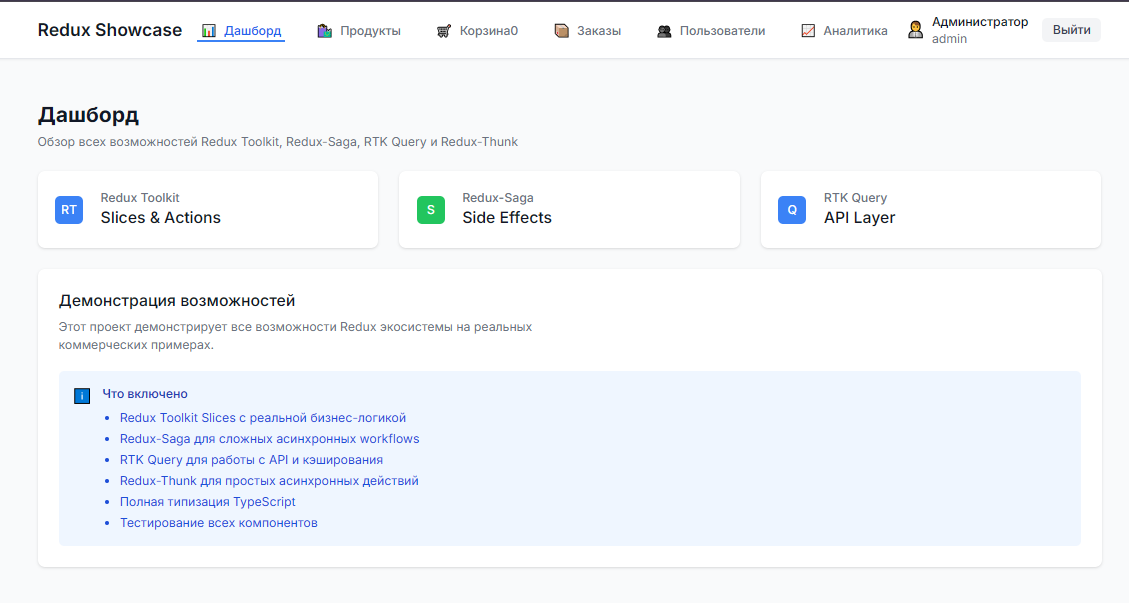 Redux Showcase
Дашборд
Продукты
Корзина0
Заказы
Пользователи
Аналитика
Администратор
admin
Выйти
Дашборд
Обзор всех возможностей Redux Toolkit, Redux-Saga, RTK Query и Redux-Thunk
RT
Redux Toolkit
Slices & Actions
S
Redux-Saga
Side Effects
Q
RTK Query
API Layer
Демонстрация возможностей
Этот проект демонстрирует все возможности Redux экосистемы на реальных
коммерческих примерах.
i
Что включено
• Redux Toolkit Slices с реальной бизнес-логикой
• Redux-Saga для сложных асинхронных workflows
• RTK Query для работы с API и кэширования
• Redux-Thunk для простых асинхронных действий
• Полная типизация TypeScript
• Тестирование всех компонентов